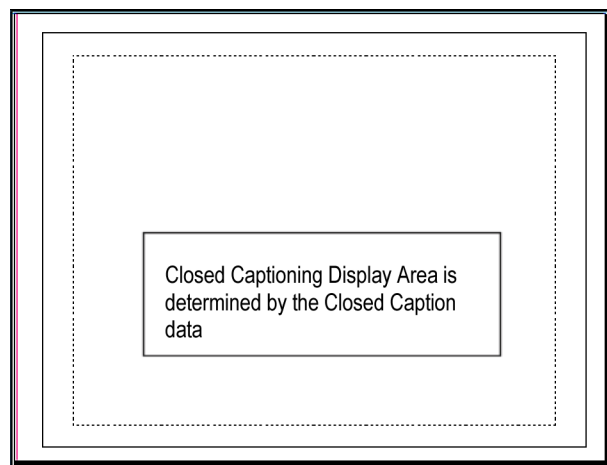 Closed Captioning Display Area is
determined by the Closed Caption
data